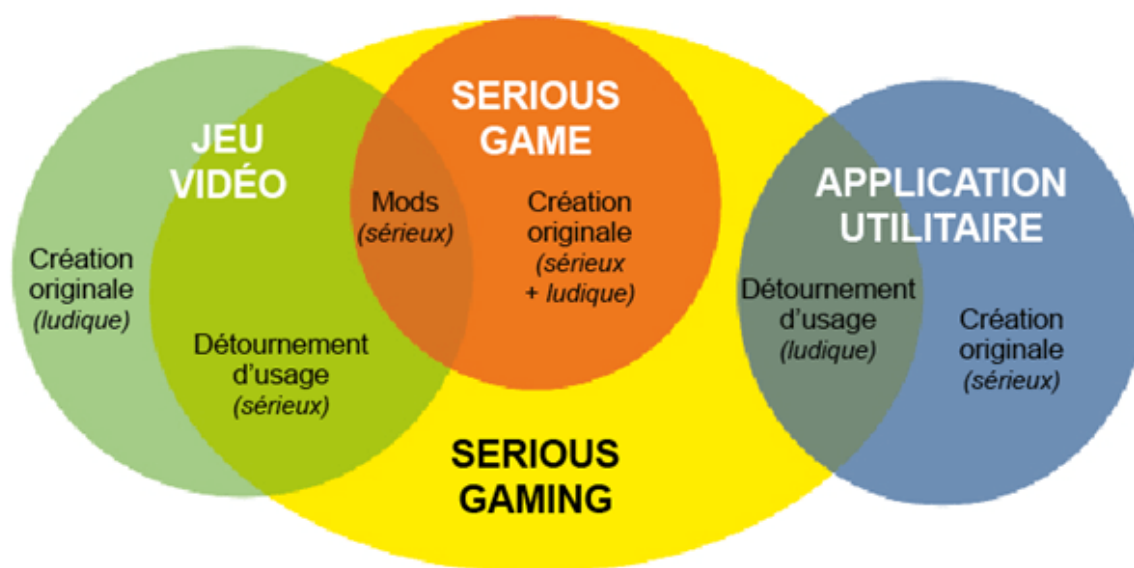 JEU
VIDÉO
Création
originale
(ludique)
Détournement
d'usage
(sérieux)
Mods
(sérieux)
SERIOUS
GAME
Création
originale
(sérieux
+ ludique)
SERIOUS
GAMING
APPLICATION
UTILITAIRE
Détournement
d'usage
(ludique)
Création
originale
(sérieux)